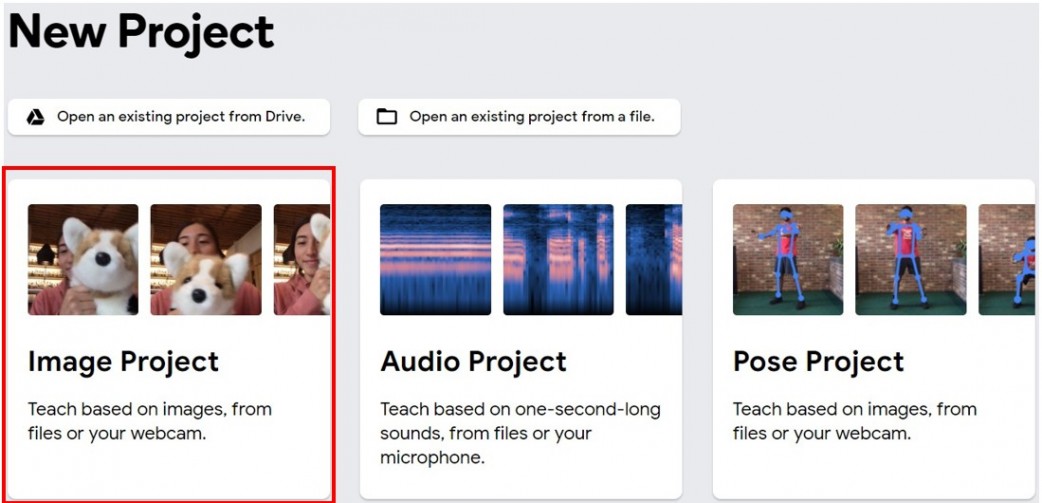 New Project
Open an existing project from Drive.
Open an existing project from a file.
Image Project
Teach based on images, from
files or your webcam.
Audio Project
Teach based on one-second-long
sounds, from files or your
microphone.
Pose Project
Teach based on images, from
files or your webcam.